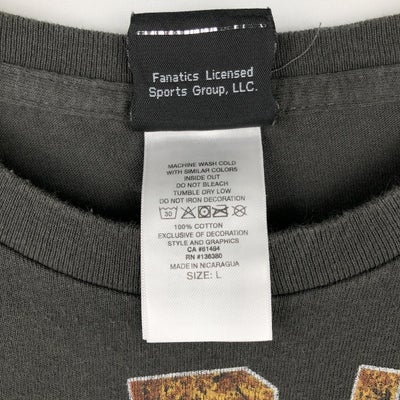 Fanatics Licensed
Sports Group, LLC.
MACHINE WASH COLD
WITH SIMILAR COLORS
INSIDE OUT
DO NOT BLEACH
TUMBLE DRY LOW
DO NOT IRON DECORATION
30
100% COTTON
EXCLUSIVE OF DECORATION
STYLE AND GRAPHICS
CA #61484
RN #136380
MADE IN NICARAGUA
SIZE: L